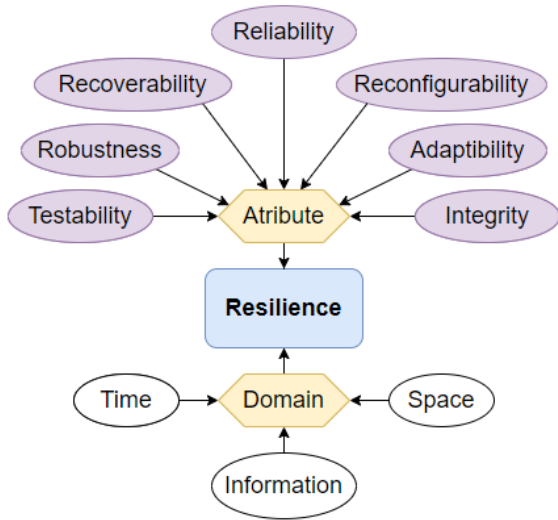 Reliability
Recoverability
Reconfigurability
Robustness
Adaptibility
Testability
Atribute
Integrity
Resilience
Time
Domain
Space
Information